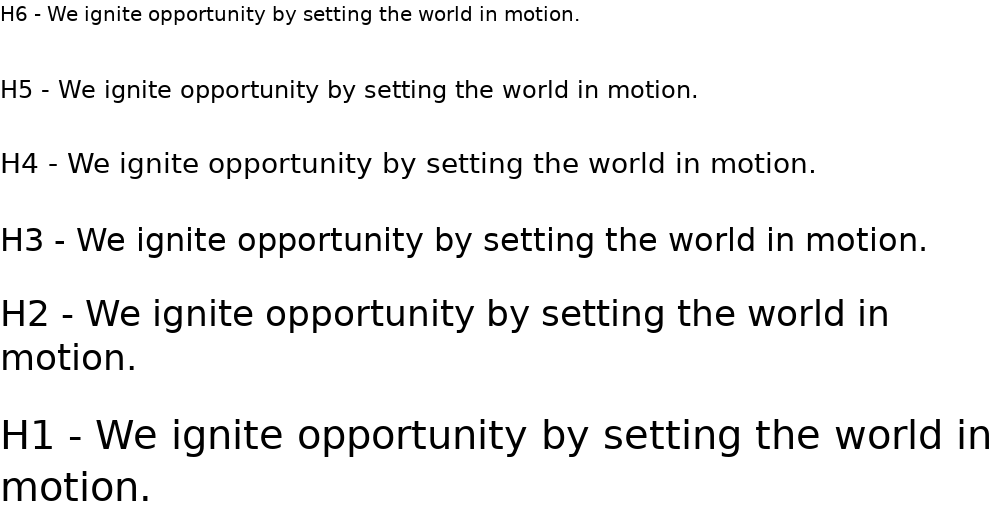 H6 - We ignite opportunity by setting the world in motion.
H5 - We ignite opportunity by setting the world in motion.
H4 - We ignite opportunity by setting the world in motion.
H3 - We ignite opportunity by setting the world in motion.
H2 - We ignite opportunity by setting the world in
motion.
H1 - We ignite opportunity by setting the world in
motion.